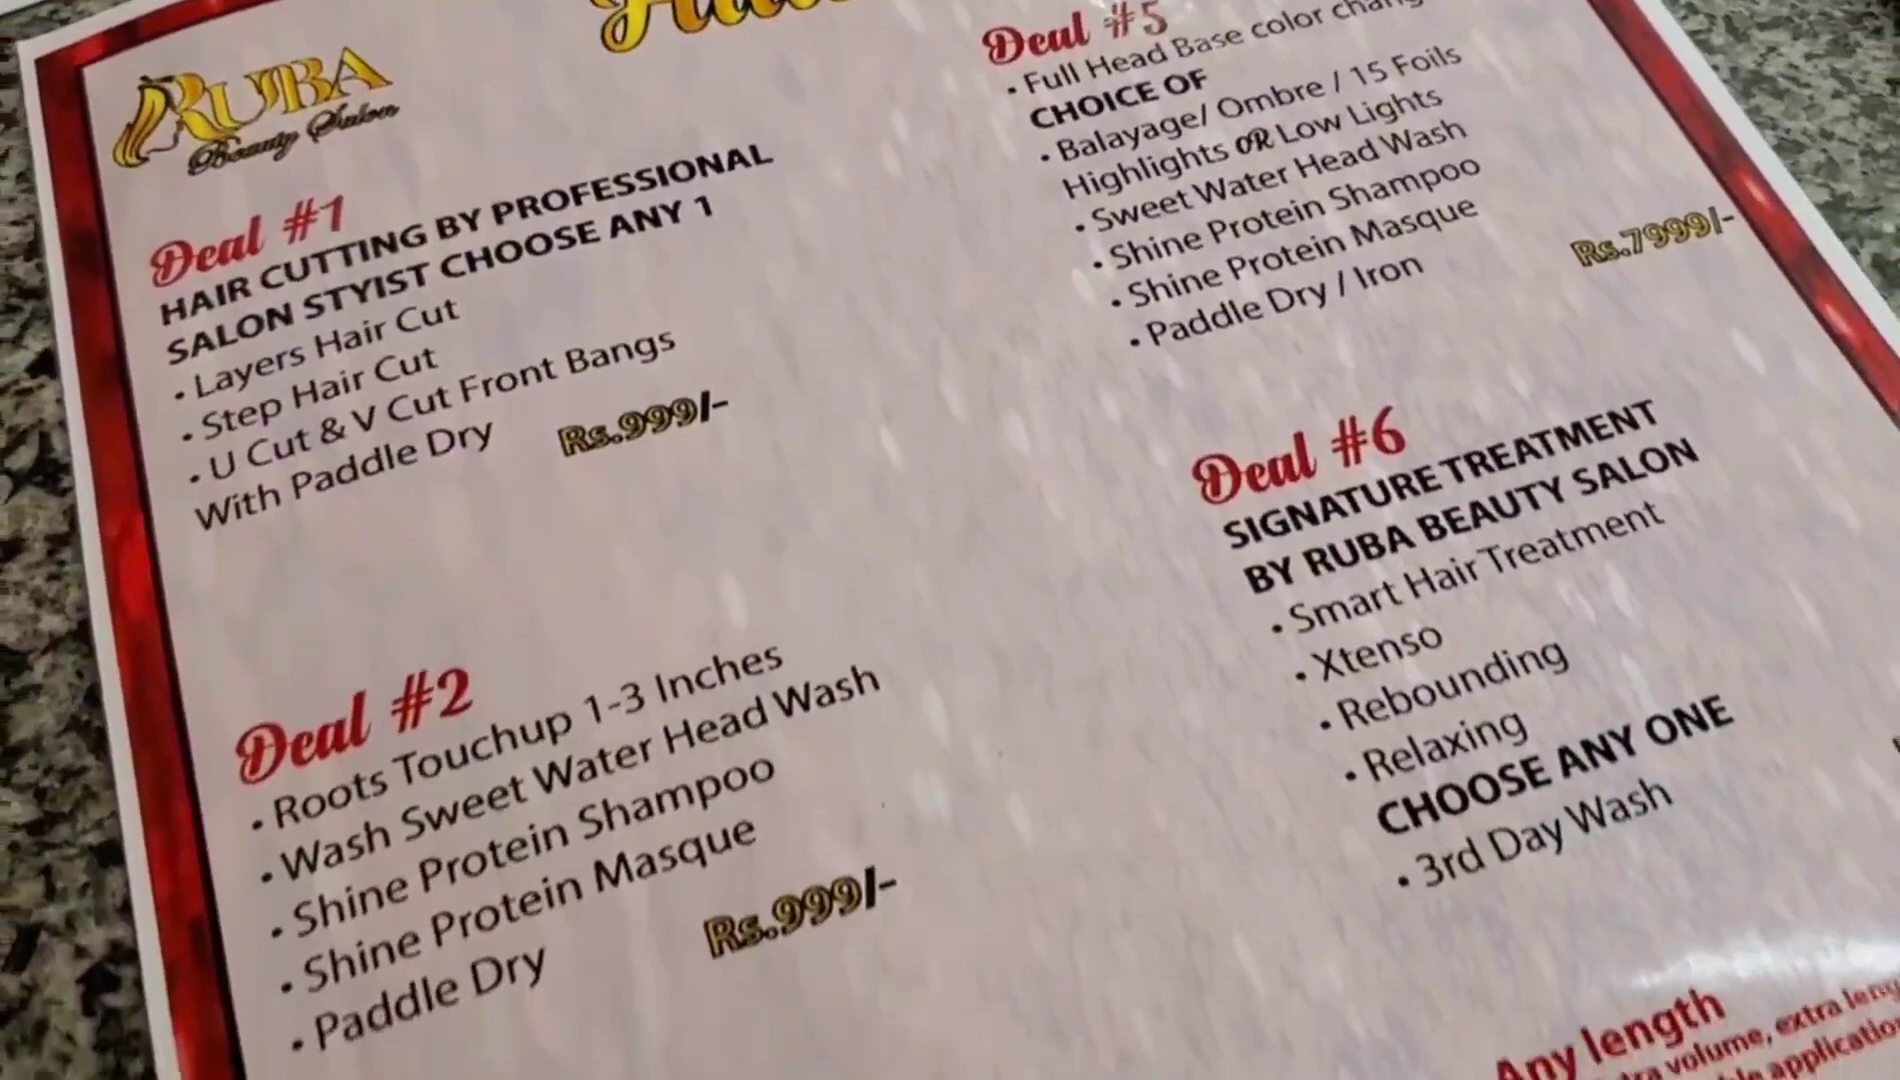 RUBA
Beauty Salon
Deal #1
HAIR CUTTING BY PROFESSIONAL
SALON STYIST CHOOSE ANY 1
• Layers Hair Cut
• Step Hair Cut
• U Cut & V Cut Front Bangs
With Paddle Dry
Rs.999/-
Deal #2
• Roots Touchup 1-3 Inches
• Wash Sweet Water Head Wash
• Shine Protein Shampoo
• Shine Protein Masque
• Paddle Dry
Rs.999/-
Deal #5
• Full Head Base color
CHOICE OF
• Balayage/ Ombre / 15 Foils
Highlights OR Low Lights
• Sweet Water Head Wash
• Shine Protein Shampoo
• Shine Protein Masque
• Paddle Dry / Iron
Rs.7999/-
Deal #6
SIGNATURE TREATMENT
BY RUBA BEAUTY SALON
• Smart Hair Treatment
• Xtenso
• Rebounding
• Relaxing
CHOOSE ANY ONE
• 3rd Day Wash
Any length
volume, extra